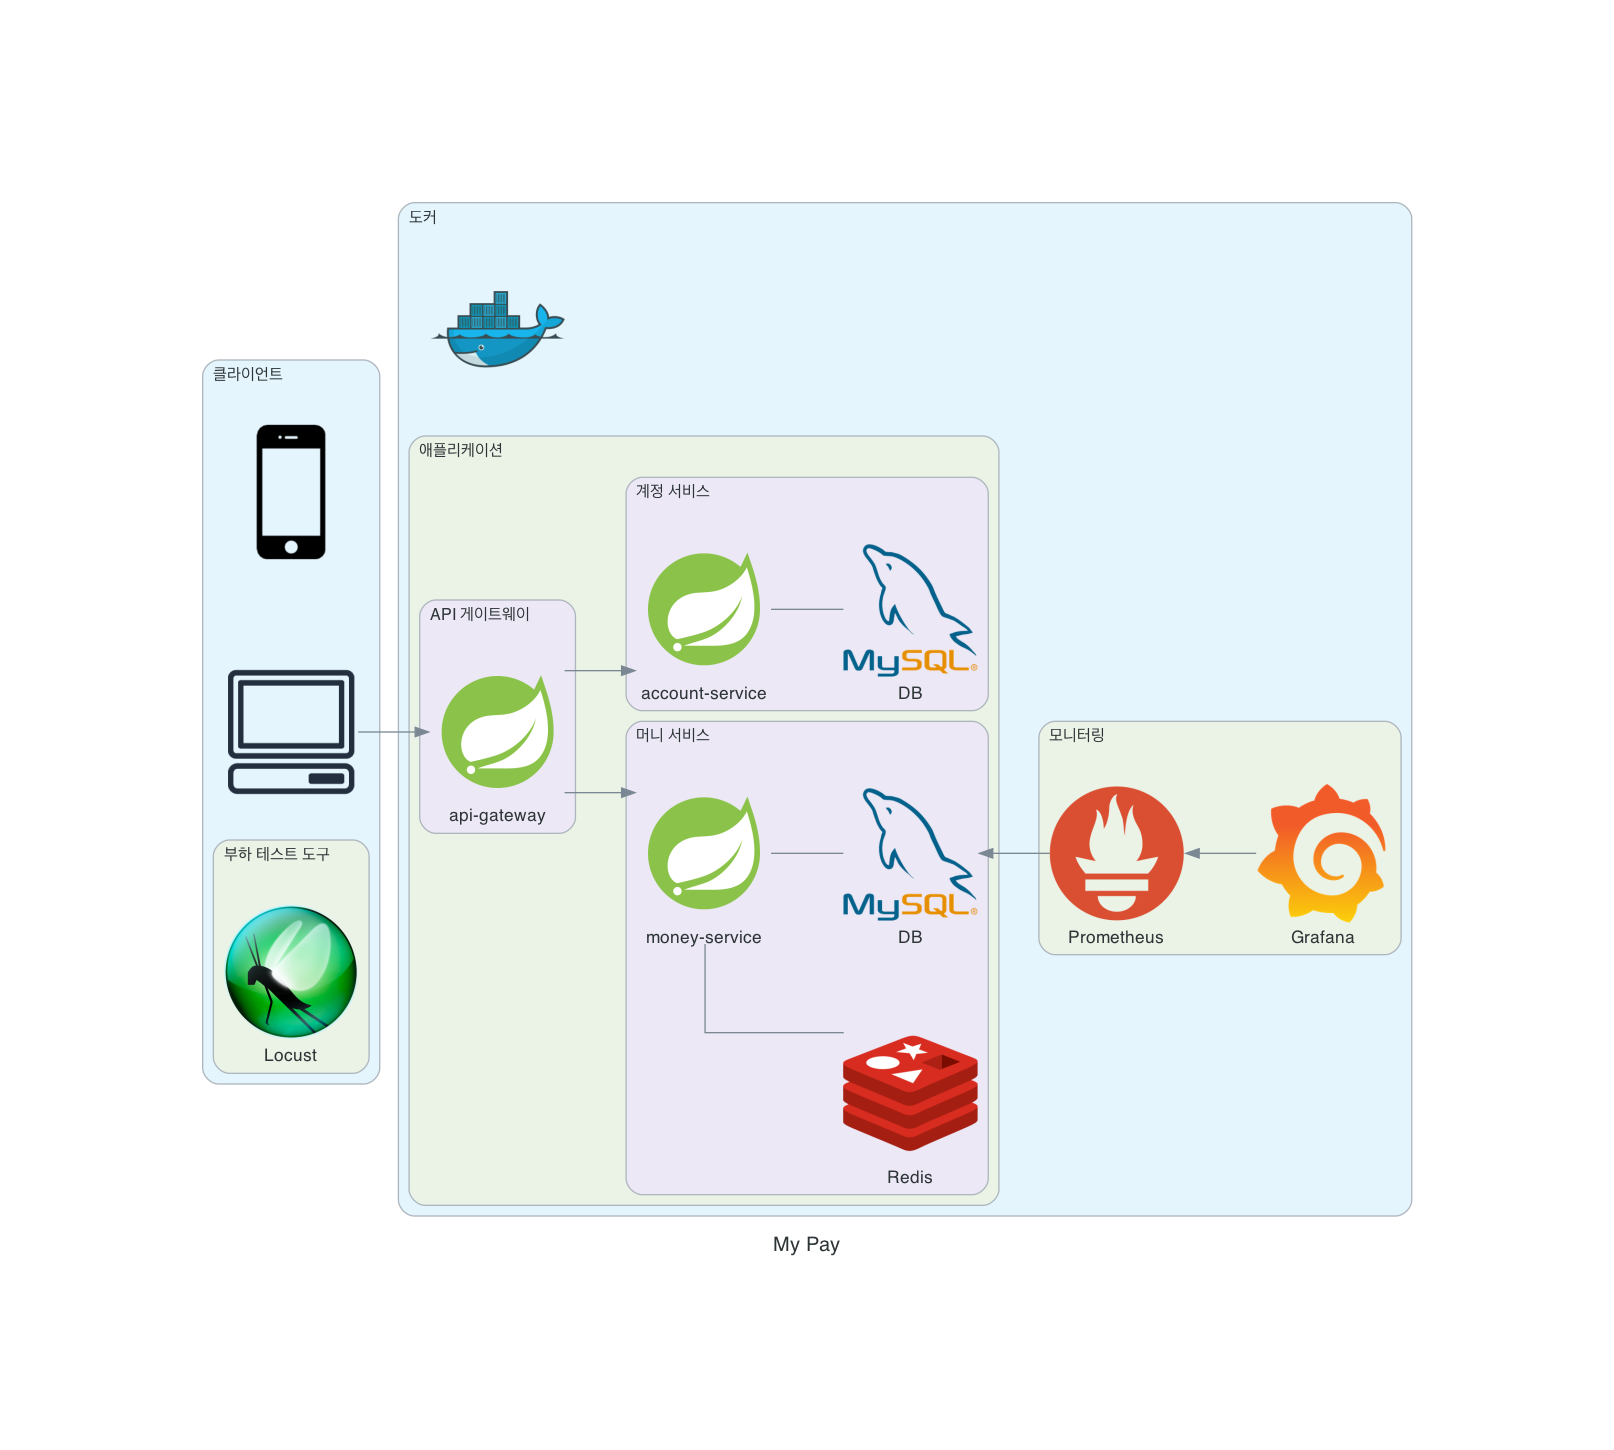 도커
클라이언트
애플리케이션
계정 서비스
account-service
MySQL®
DB
API 게이트웨이
api-gateway
머니 서비스
money-service
MySQL®
DB
Redis
모니터링
Prometheus
Grafana
부하 테스트 도구
Locust
My Pay